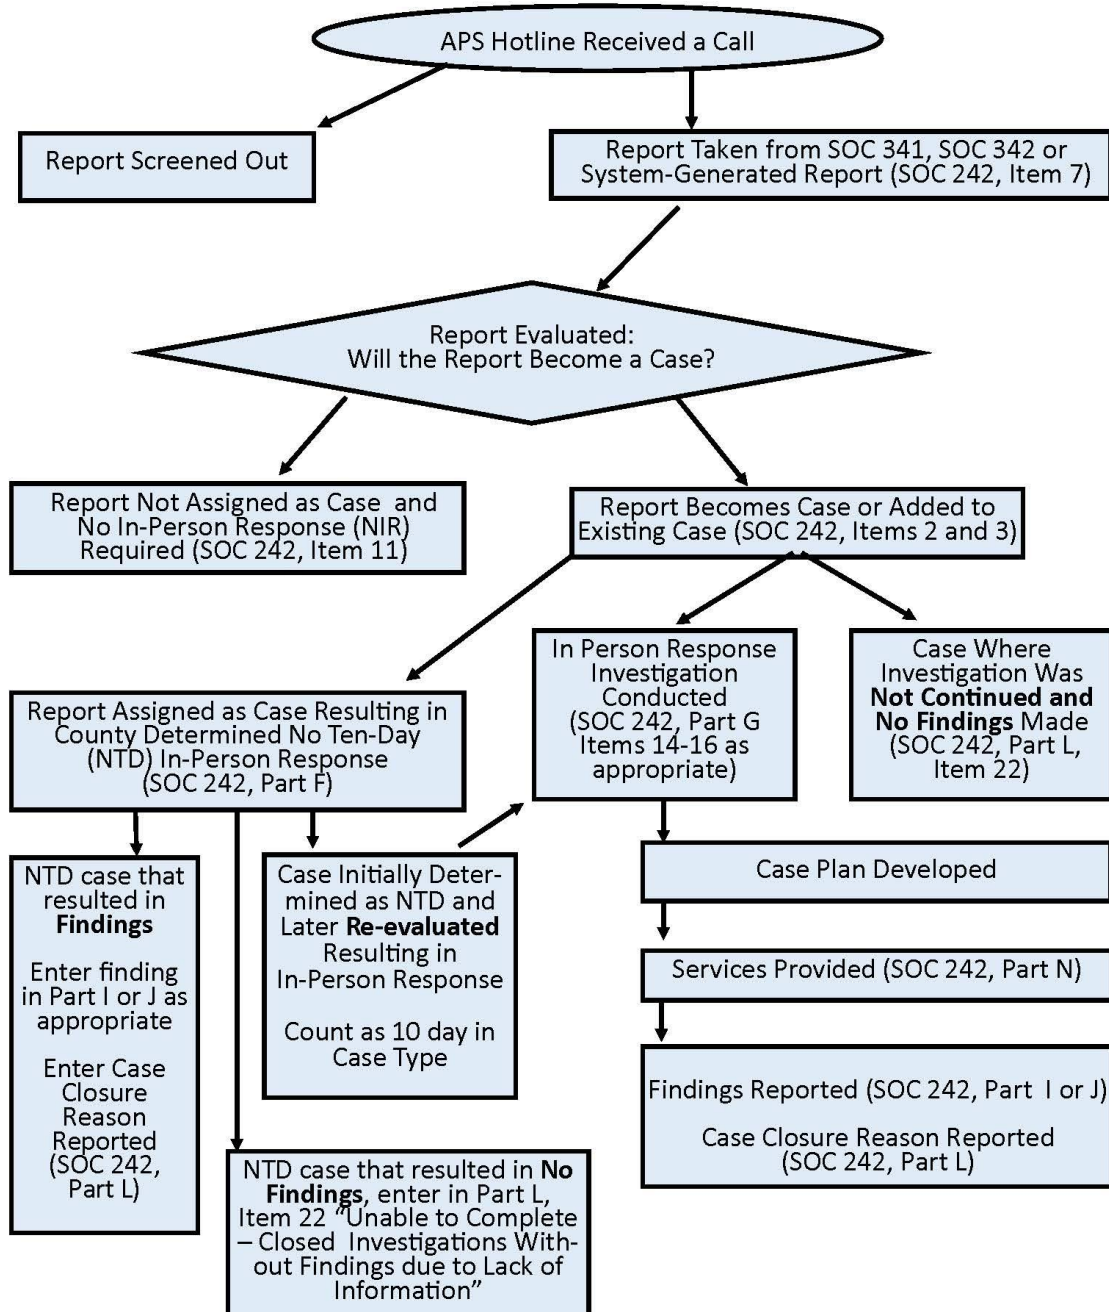 APS Hotline Received a Call
Report Screened Out
Report Taken from SOC 341, SOC 342 or
System-Generated Report (SOC 242, Item 7)
Report Evaluated:
Will the Report Become a Case?
Report Not Assigned as Case and
No In-Person Response (NIR)
Required (SOC 242, Item 11)
Report Becomes Case or Added to
Existing Case (SOC 242, Items 2 and 3)
In Person Response
Investigation
Conducted
(SOC 242, Part G
Items 14-16 as
appropriate)
Case Where
Investigation Was
Not Continued and
No Findings Made
(SOC 242, Part L,
Item 22)
Report Assigned as Case Resulting in
County Determined No Ten-Day
(NTD) In-Person Response
(SOC 242, Part F)
NTD case that
resulted in
Findings
Enter finding
in Part I or J as
appropriate
Enter Case
Closure
Reason
Reported
(SOC 242,
Part L)
Case Initially Deter-
mined as NTD and
Later Re-evaluated
Resulting in
In-Person Response
Count as 10 day in
Case Type
Case Plan Developed
Services Provided (SOC 242, Part N)
Findings Reported (SOC 242, Part I or J)
Case Closure Reason Reported
(SOC 242, Part L)
NTD case that resulted in No
Findings, enter in Part L,
Item 22 “Unable to Complete
– Closed Investigations With-
out Findings due to Lack of
Information”